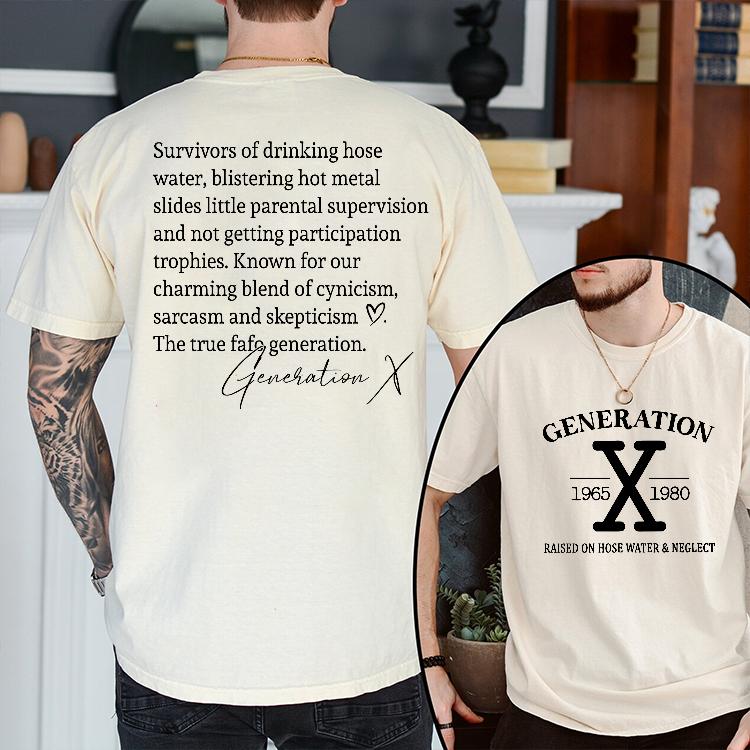 Survivors of drinking hose
water, blistering hot metal
slides little parental supervision
and not getting participation
trophies. Known for our
charming blend of cynicism,
sarcasm and skepticism ♡.
The true fafo generation.
Generation X
GENERATION
X
1965 1980
RAISED ON HOSE WATER & NEGLECT